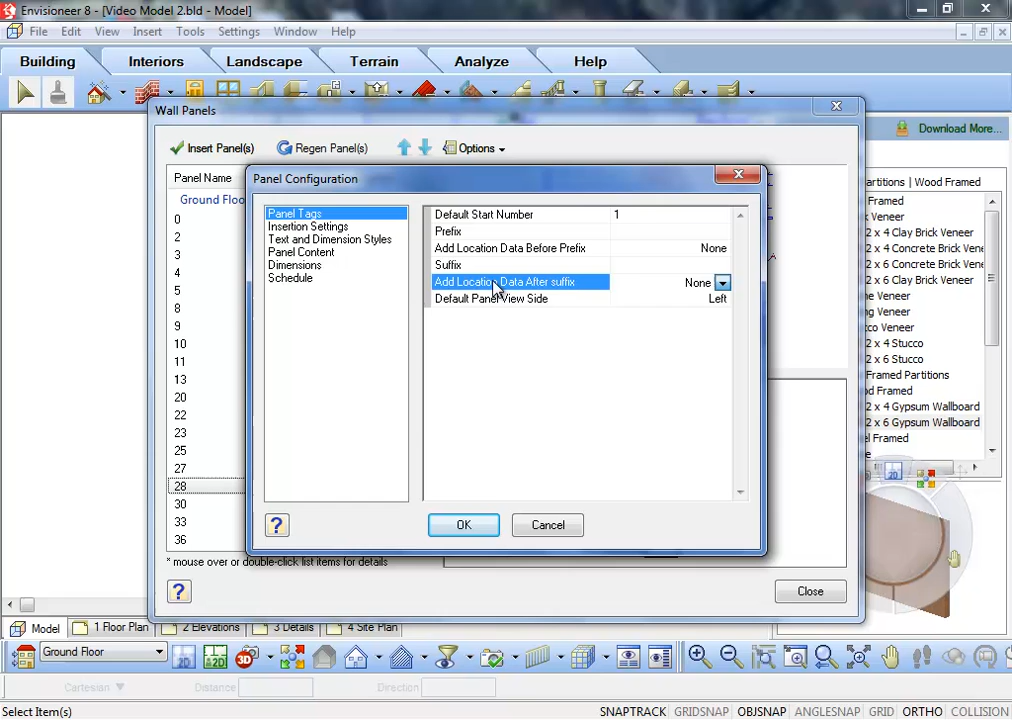 Envisioneer 8 - [Video Model 2.bld - Model]
File Edit View Insert Tools Settings Window Help
Building Interiors Landscape Terrain Analyze Help
Wall Panels
Download More...
Insert Panel(s) Regen Panel(s) Options
Panel Name
Ground Floo
0
2
3
4
5
8
9
10
11
13
20
22
23
25
27
28
30
33
36
Panel Configuration
Panel Tags
Insertion Settings
Text and Dimension Styles
Panel Content
Dimensions
Schedule
Default Start Number 1
Prefix
Add Location Data Before Prefix None
Suffix
Add Location Data After suffix None
Default Panel View Side Left
? OK Cancel
* mouse over or double-click list items for details
? Close
artitions | Wood Framed
Framed
Veneer
2 x 4 Clay Brick Veneer
2 x 4 Concrete Brick Vene
2 x 6 Clay Brick Veneer
2 x 6 Concrete Brick Vene
ne Veneer
Veneer
cco Veneer
2 x 4 Stucco
2 x 6 Stucco
Framed Partitions
d Framed
2 x 4 Gypsum Wallboard
2 x 6 Gypsum Wallboard
el Framed
2D
Model 1 Floor Plan 2 Elevations 3 Details 4 Site Plan
Ground Floor 2D 2D 3D
Cartesian Distance Direction
Select Item(s) SNAPTRACK GRIDSNAP OBJSNAP ANGLESNAP GRID ORTHO COLLISION